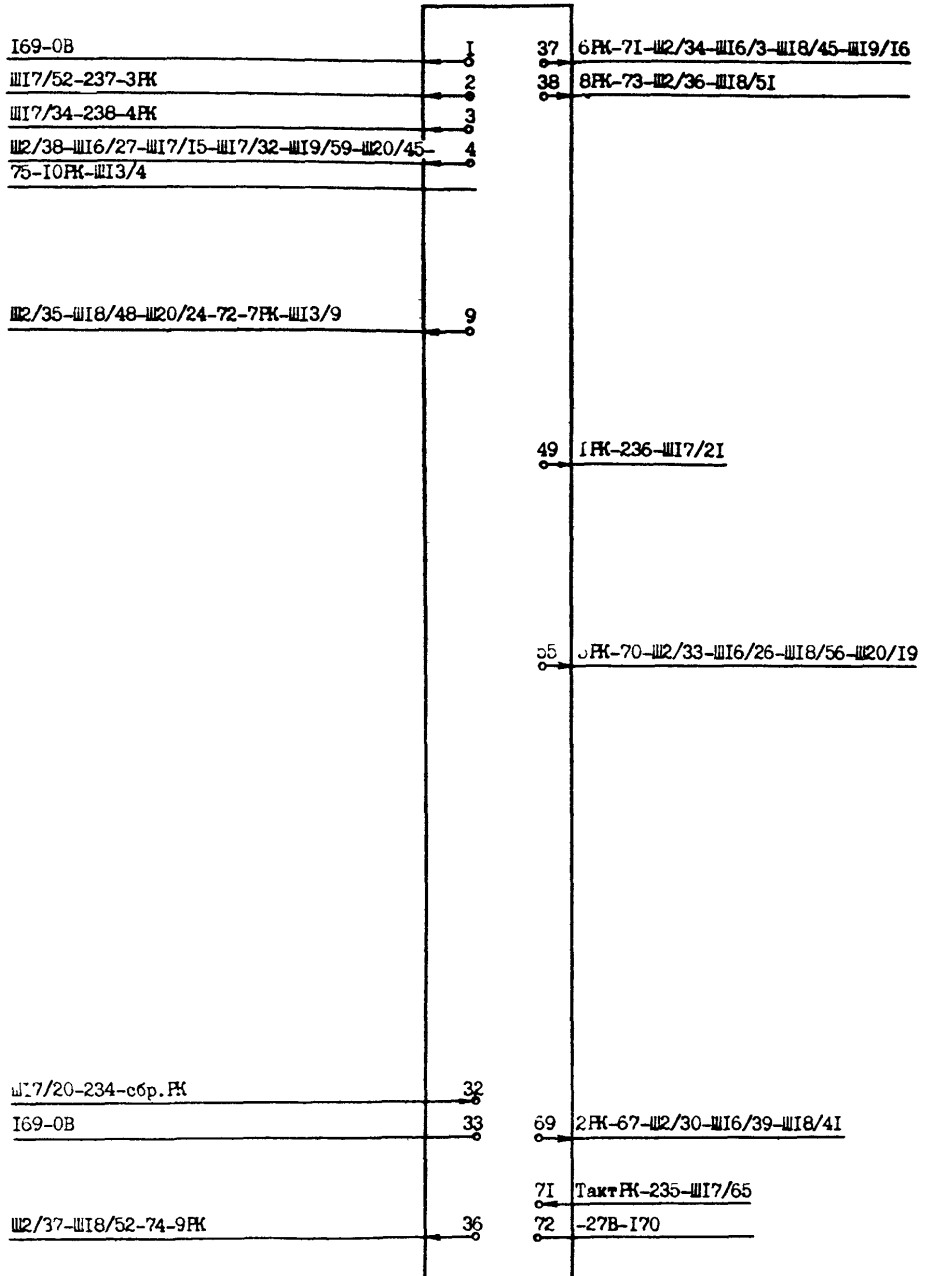 I69-0В
I
37
6РК-7I-Ш2/34-ШI6/3-ШI8/45-ШI9/I6
ШI7/52-237-3РК
2
38
8РК-73-Ш2/36-ШI8/5I
ШI7/34-238-4РК
3
Ш2/38-ШI6/27-ШI7/I5-ШI7/32-ШI9/59-Ш20/45-
4
75-I0РК-ШI3/4
Ш2/35-ШI8/48-Ш20/24-72-7РК-ШI3/9
9
49
IРК-236-ШI7/2I
55
5РК-70-Ш2/33-ШI6/26-ШI8/56-Ш20/I9
ШI7/20-234-сбр.РК
32
I69-0В
33
69
2РК-67-Ш2/30-ШI6/39-ШI8/4I
7I
ТактРК-235-ШI7/65
Ш2/37-ШI8/52-74-9РК
36
72
-27В-I70